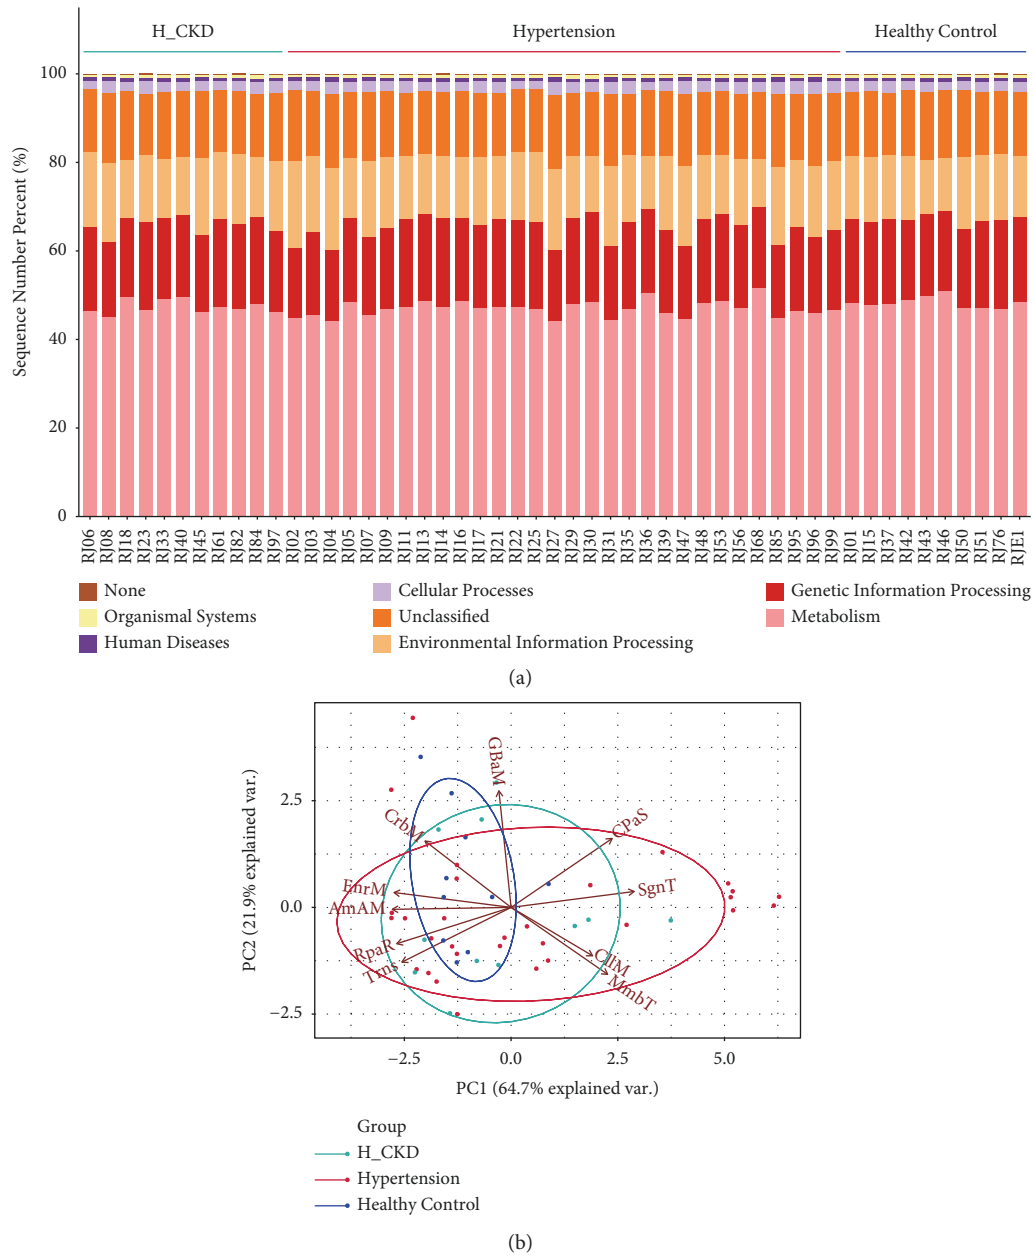 H_CKD Hypertension Healthy Control
Sequence Number Percent (%)
100
80
60
40
20
0
RJ06 RJ08 RJ18 RJ23 RJ33 RJ40 RJ45 RJ61 RJ82 RJ84 RJ97 RJ02 RJ03 RJ04 RJ05 RJ07 RJ09 RJ11 RJ13 RJ14 RJ16 RJ17 RJ21 RJ22 RJ25 RJ27 RJ29 RJ30 RJ31 RJ35 RJ36 RJ39 RJ47 RJ48 RJ53 RJ56 RJ68 RJ85 RJ95 RJ96 RJ99 RJ01 RJ15 RJ37 RJ42 RJ43 RJ46 RJ50 RJ51 RJ76 RJE1
None
Organismal Systems
Human Diseases
Cellular Processes
Unclassified
Environmental Information Processing
Genetic Information Processing
Metabolism
(a)
PC2 (21.9% explained var.)
2.5
0.0
−2.5
GBaM
CrbM
CPaS
EnrM
SgnT
AmAM
RpaR
Trns
CllM
MmbT
−2.5 0.0 2.5 5.0
PC1 (64.7% explained var.)
Group
H_CKD
Hypertension
Healthy Control
(b)